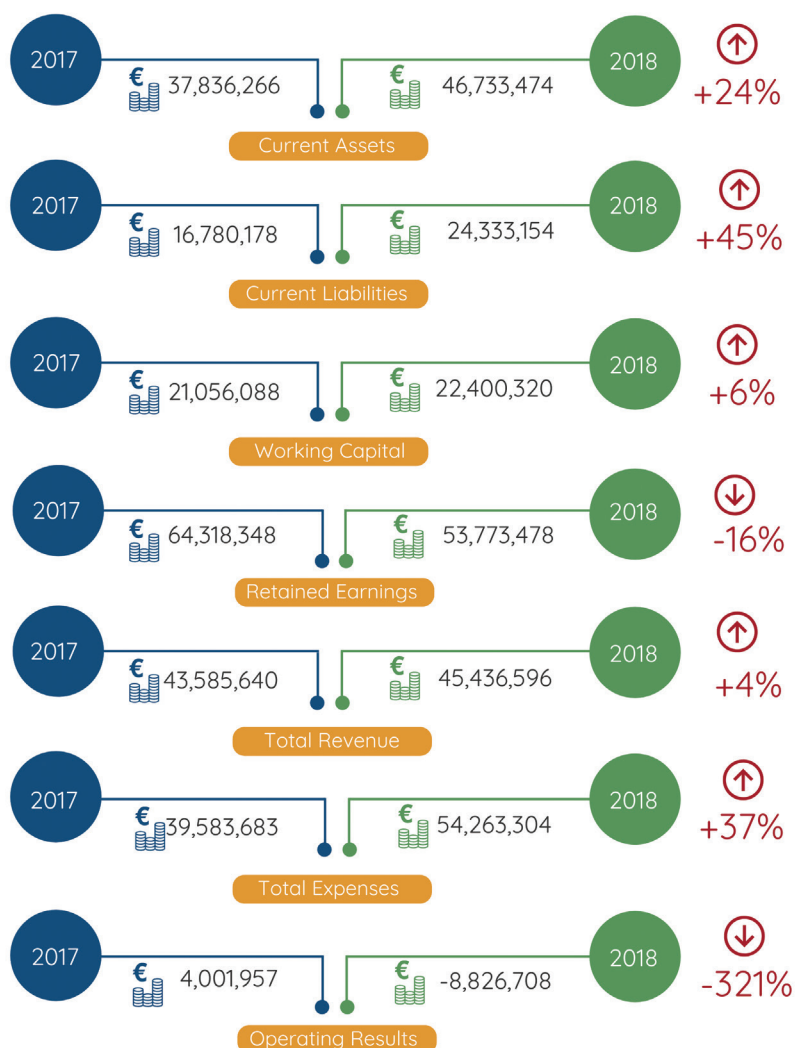 2017 € 37,836,266 € 46,733,474 2018 +24%
Current Assets
2017 € 16,780,178 € 24,333,154 2018 +45%
Current Liabilities
2017 € 21,056,088 € 22,400,320 2018 +6%
Working Capital
2017 € 64,318,348 € 53,773,478 2018 -16%
Retained Earnings
2017 € 43,585,640 € 45,436,596 2018 +4%
Total Revenue
2017 € 39,583,683 € 54,263,304 2018 +37%
Total Expenses
2017 € 4,001,957 € -8,826,708 2018 -321%
Operating Results